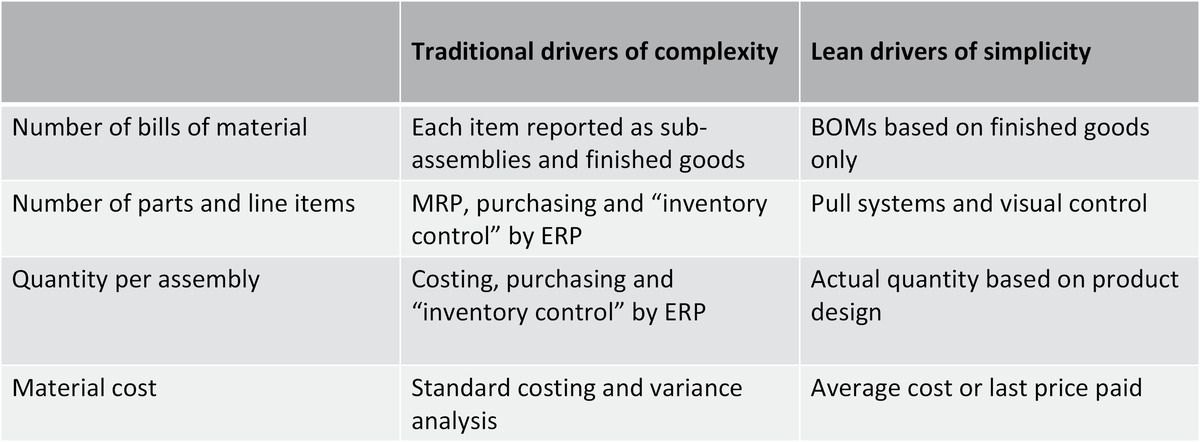 Traditional drivers of complexity
Lean drivers of simplicity
Number of bills of material
Each item reported as sub-
assemblies and finished goods
BOMs based on finished goods
only
Number of parts and line items
MRP, purchasing and “inventory
control” by ERP
Pull systems and visual control
Quantity per assembly
Costing, purchasing and
“inventory control” by ERP
Actual quantity based on product
design
Material cost
Standard costing and variance
analysis
Average cost or last price paid